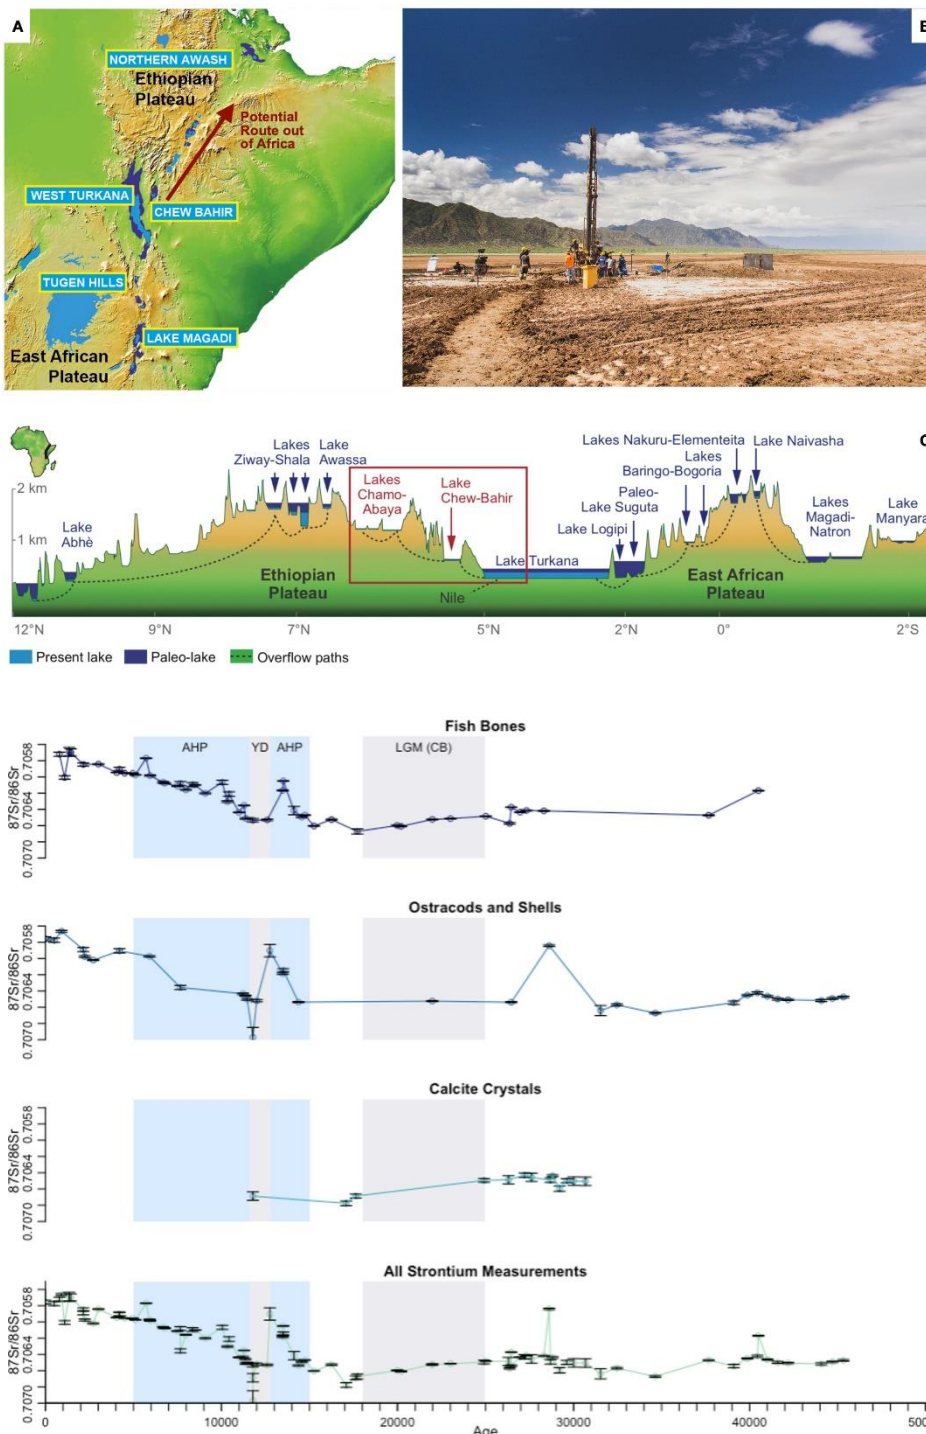 A
NORTHERN AWASH
Ethiopian
Plateau
Potential
Route out
of Africa
WEST TURKANA
CHEW BAHIR
TUGEN HILLS
LAKE MAGADI
East African
Plateau
Lakes
Ziway-Shala
Lake
Awassa
Lakes
Chamo-
Abaya
Lake
Chew-Bahir
Lakes Nakuru-Elementeita
Lake Naivasha
Lakes
Baringo-Bogoria
Paleo-
Lake Suguta
Lake Logipi
Lakes
Magadi-
Natron
Lake
Manyara
2 km
Lake
Abhè
1 km
Lake Turkana
Ethiopian
Plateau
East African
Plateau
Nile
12°N 9°N 7°N 5°N 2°N 0° 2°S
Present lake Paleo-lake Overflow paths
Fish Bones
AHP YD AHP LGM (CB)
87Sr/86Sr
0.7058
0.7064
0.7070
Ostracods and Shells
87Sr/86Sr
0.7058
0.7064
0.7070
Calcite Crystals
87Sr/86Sr
0.7058
0.7064
0.7070
All Strontium Measurements
87Sr/86Sr
0.7058
0.7064
0.7070
0 10000 20000 30000 40000
Age